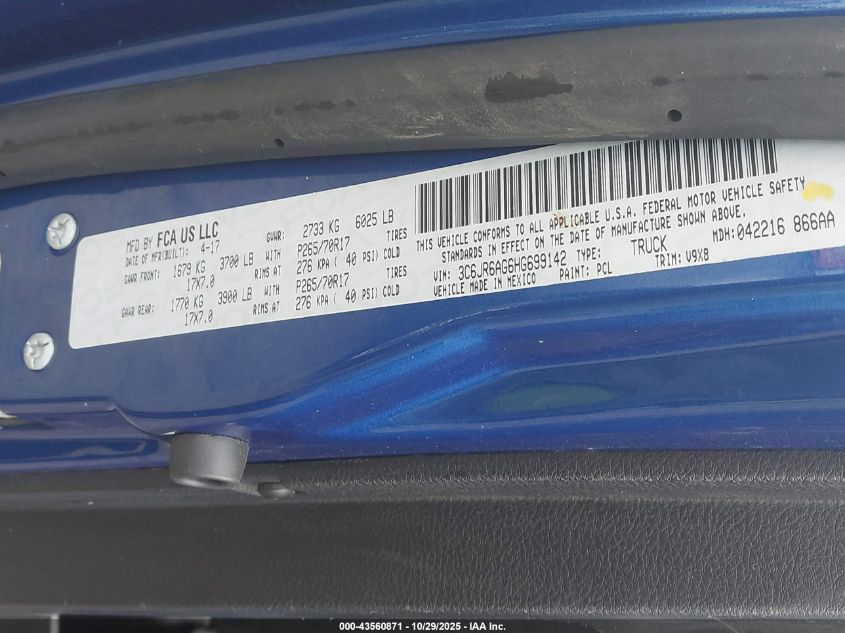 MFD BY FCA US LLC
DATE OF MFR(BUILT): 4-17 GVWR: 2733 KG 6025 LB
GAWR FRONT: 1679 KG 3700 LB WITH P265/70R17 TIRES
17X7.0 RIMS AT 276 KPA ( 40 PSI) COLD
GAWR REAR: 1770 KG 3900 LB WITH P265/70R17 TIRES
17X7.0 RIMS AT 276 KPA ( 40 PSI) COLD
THIS VEHICLE CONFORMS TO ALL APPLICABLE U.S.A. FEDERAL MOTOR VEHICLE SAFETY
STANDARDS IN EFFECT ON THE DATE OF MANUFACTURE SHOWN ABOVE.
MDH: 042216 866AA
VIN: 3C6JR6AG6HG699142 TYPE: TRUCK
VEHICLE MADE IN MEXICO PAINT: PCL TRIM: V9X8
000-43560871 - 10/29/2025 - IAA Inc.